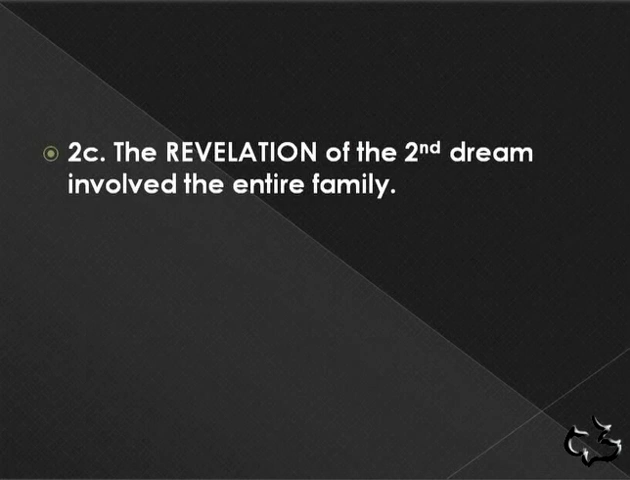 2c. The REVELATION of the 2nd dream
involved the entire family.